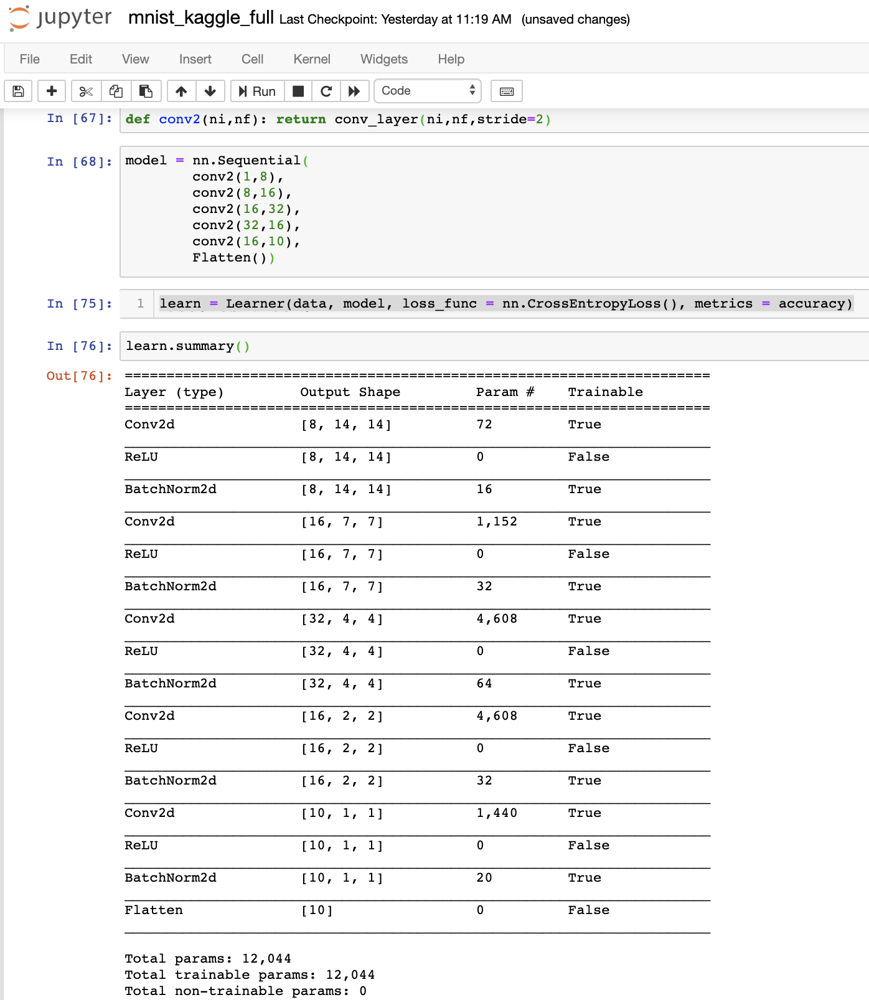 jupyter mnist_kaggle_full Last Checkpoint: Yesterday at 11:19 AM (unsaved changes)
File Edit View Insert Cell Kernel Widgets Help
Run Code
In [67]: def conv2(ni,nf): return conv_layer(ni,nf,stride=2)
In [68]: model = nn.Sequential(
conv2(1,8),
conv2(8,16),
conv2(16,32),
conv2(32,16),
conv2(16,10),
Flatten())
In [75]: 1 learn = Learner(data, model, loss_func = nn.CrossEntropyLoss(), metrics = accuracy)
In [76]: learn.summary()
Out[76]: ======================================================================
Layer (type) Output Shape Param # Trainable
======================================================================
Conv2d [8, 14, 14] 72 True
______________________________________________________________________
ReLU [8, 14, 14] 0 False
______________________________________________________________________
BatchNorm2d [8, 14, 14] 16 True
______________________________________________________________________
Conv2d [16, 7, 7] 1,152 True
______________________________________________________________________
ReLU [16, 7, 7] 0 False
______________________________________________________________________
BatchNorm2d [16, 7, 7] 32 True
______________________________________________________________________
Conv2d [32, 4, 4] 4,608 True
______________________________________________________________________
ReLU [32, 4, 4] 0 False
______________________________________________________________________
BatchNorm2d [32, 4, 4] 64 True
______________________________________________________________________
Conv2d [16, 2, 2] 4,608 True
______________________________________________________________________
ReLU [16, 2, 2] 0 False
______________________________________________________________________
BatchNorm2d [16, 2, 2] 32 True
______________________________________________________________________
Conv2d [10, 1, 1] 1,440 True
______________________________________________________________________
ReLU [10, 1, 1] 0 False
______________________________________________________________________
BatchNorm2d [10, 1, 1] 20 True
______________________________________________________________________
Flatten [10] 0 False
______________________________________________________________________
Total params: 12,044
Total trainable params: 12,044
Total non-trainable params: 0